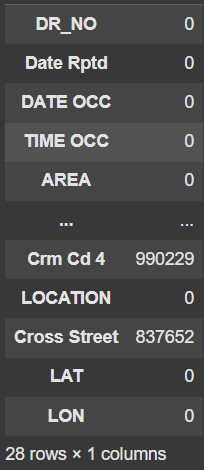 DR_NO 0
Date Rptd 0
DATE OCC 0
TIME OCC 0
AREA 0
... ...
Crm Cd 4 990229
LOCATION 0
Cross Street 837652
LAT 0
LON 0
28 rows × 1 columns